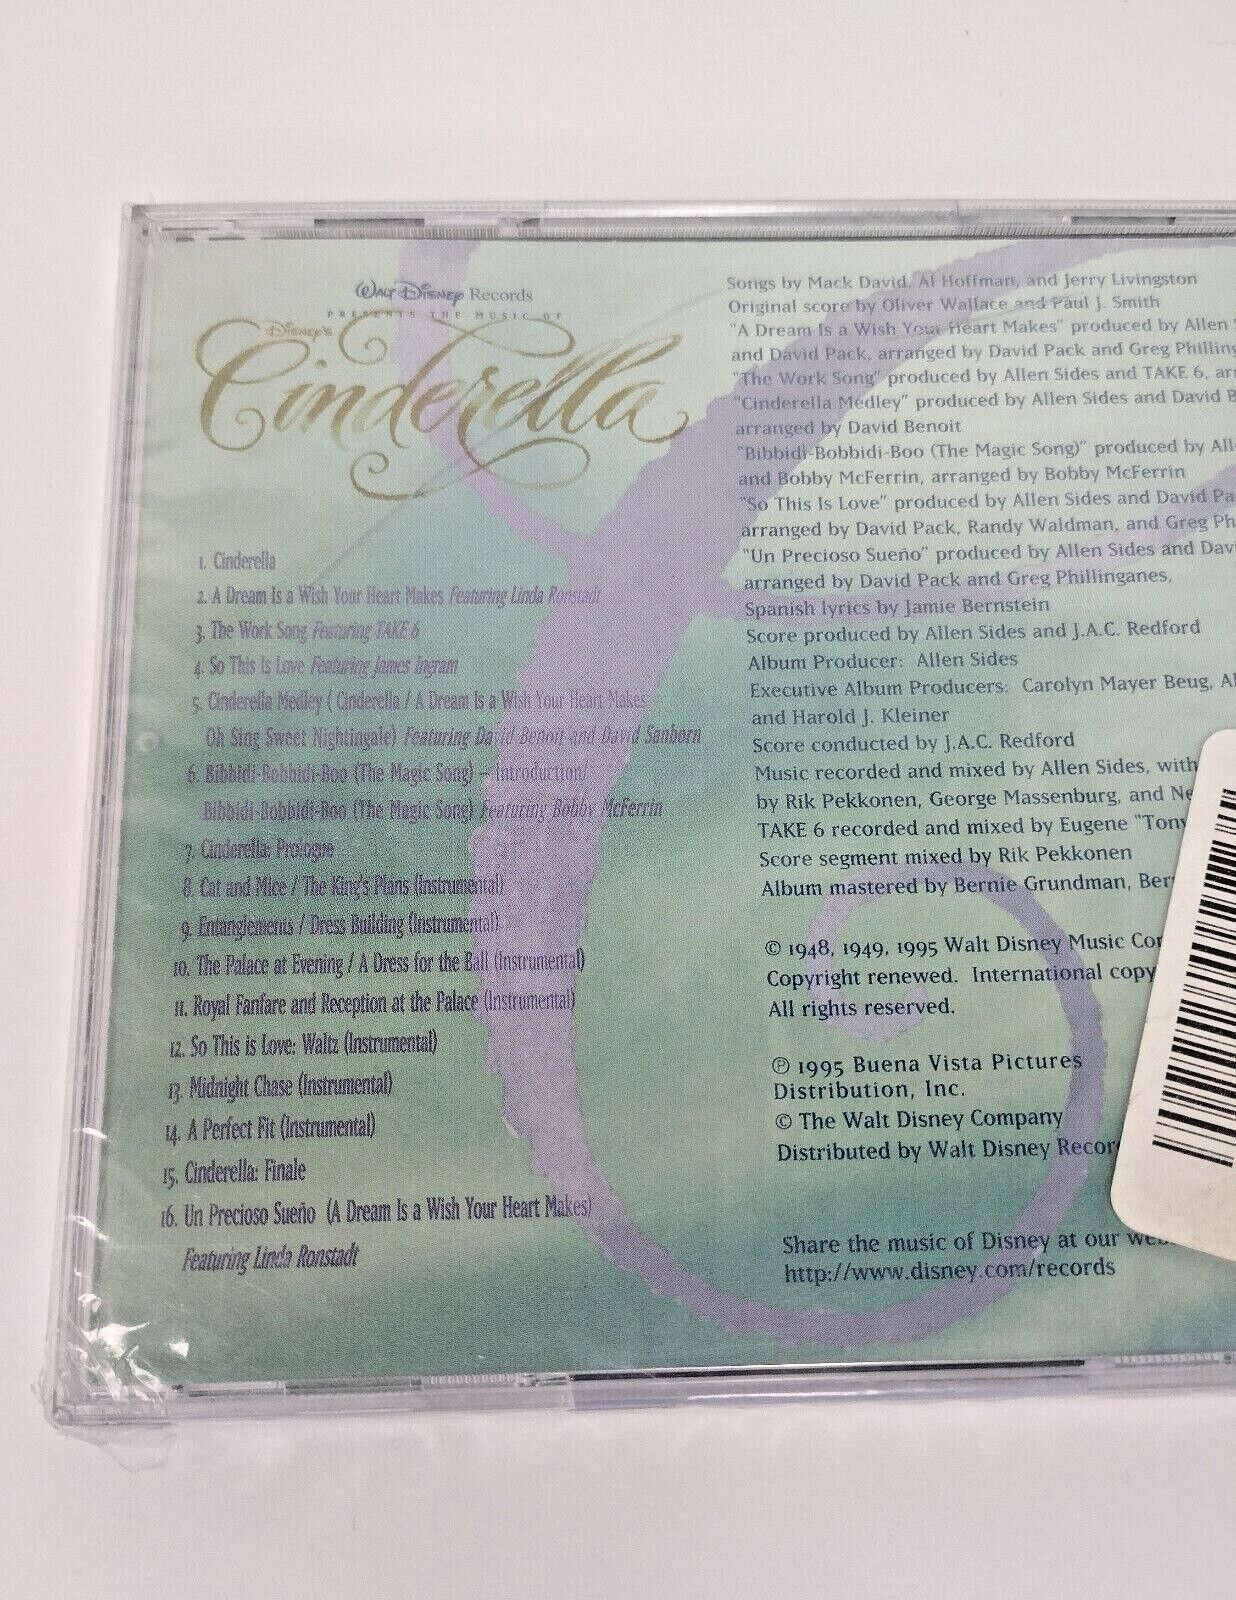 Walt Disney Records
PRESENTS THE MUSIC OF
Disney's
Cinderella
1. Cinderella
2. A Dream Is a Wish Your Heart Makes Featuring Linda Ronstadt
3. The Work Song Featuring TAKE 6
4. So This Is Love Featuring James Ingram
5. Cinderella Medley ( Cinderella / A Dream Is a Wish Your Heart Makes
Oh Sing Sweet Nightingale) Featuring David Benoit and David Sanborn
6. Bibbidi-Bobbidi-Boo (The Magic Song) – Introduction/
Bibbidi-Bobbidi-Boo (The Magic Song) Featuring Bobby McFerrin
7. Cinderella: Prologue
8. Cat and Mice / The King's Plans (Instrumental)
9. Entanglements / Dress Building (Instrumental)
10. The Palace at Evening / A Dress for the Ball (Instrumental)
11. Royal Fanfare and Reception at the Palace (Instrumental)
12. So This is Love: Waltz (Instrumental)
13. Midnight Chase (Instrumental)
14. A Perfect Fit (Instrumental)
15. Cinderella: Finale
16. Un Precioso Sueño (A Dream Is a Wish Your Heart Makes)
Featuring Linda Ronstadt
Songs by Mack David, Al Hoffman, and Jerry Livingston
Original score by Oliver Wallace and Paul J. Smith
"A Dream Is a Wish Your Heart Makes" produced by Allen
and David Pack, arranged by David Pack and Greg Philling
"The Work Song" produced by Allen Sides and TAKE 6, arr
"Cinderella Medley" produced by Allen Sides and David B
arranged by David Benoit
"Bibbidi-Bobbidi-Boo (The Magic Song)" produced by All
and Bobby McFerrin, arranged by Bobby McFerrin
"So This Is Love" produced by Allen Sides and David Pa
arranged by David Pack, Randy Waldman, and Greg Ph
"Un Precioso Sueño" produced by Allen Sides and Dav
arranged by David Pack and Greg Phillinganes,
Spanish lyrics by Jamie Bernstein
Score produced by Allen Sides and J.A.C. Redford
Album Producer: Allen Sides
Executive Album Producers: Carolyn Mayer Beug, Al
and Harold J. Kleiner
Score conducted by J.A.C. Redford
Music recorded and mixed by Allen Sides, with
by Rik Pekkonen, George Massenburg, and Ne
TAKE 6 recorded and mixed by Eugene "Tony
Score segment mixed by Rik Pekkonen
Album mastered by Bernie Grundman, Ber
© 1948, 1949, 1995 Walt Disney Music Co
Copyright renewed. International copy
All rights reserved.
℗ 1995 Buena Vista Pictures
Distribution, Inc.
© The Walt Disney Company
Distributed by Walt Disney Recor
Share the music of Disney at our we
http://www.disney.com/records